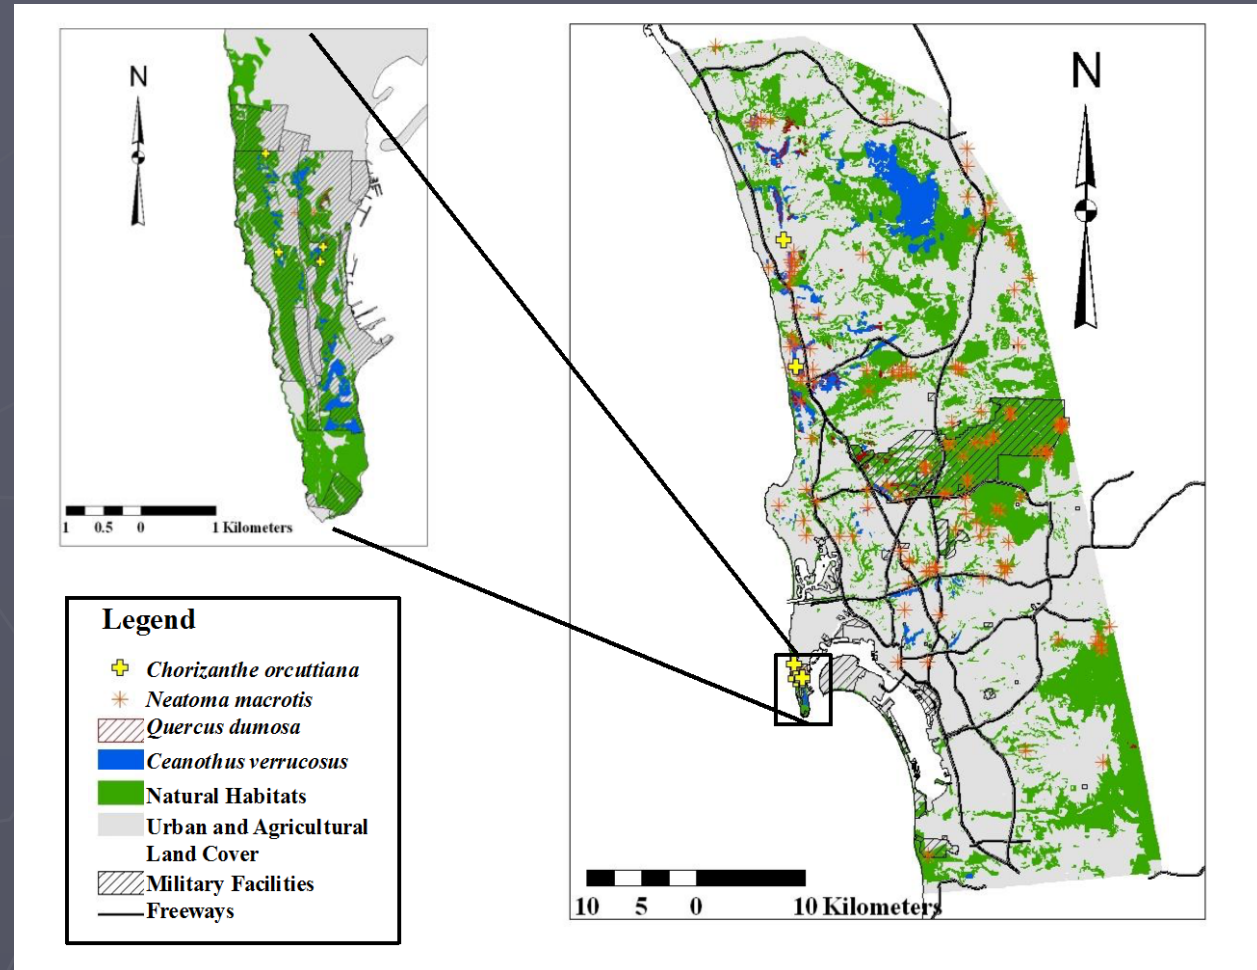 N
1 0.5 0 1 Kilometers
N
10 5 0 10 Kilometers
Legend
Chorizanthe orcuttiana
Neatoma macrotis
Quercus dumosa
Ceanothus verrucosus
Natural Habitats
Urban and Agricultural
Land Cover
Military Facilities
Freeways